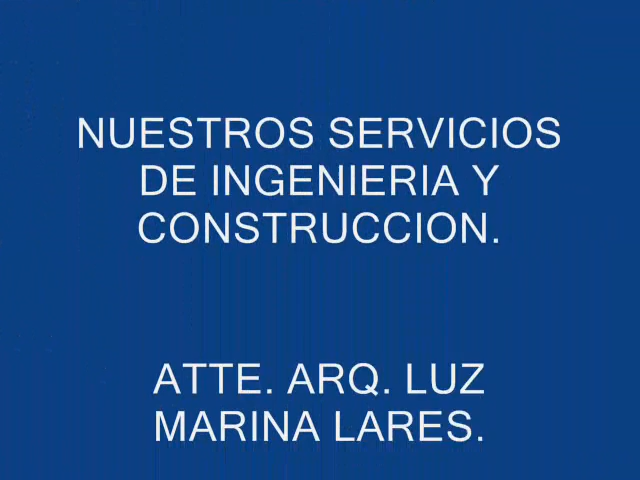 NUESTROS SERVICIOS
DE INGENIERIA Y
CONSTRUCCION.
ATTE. ARQ. LUZ
MARINA LARES.